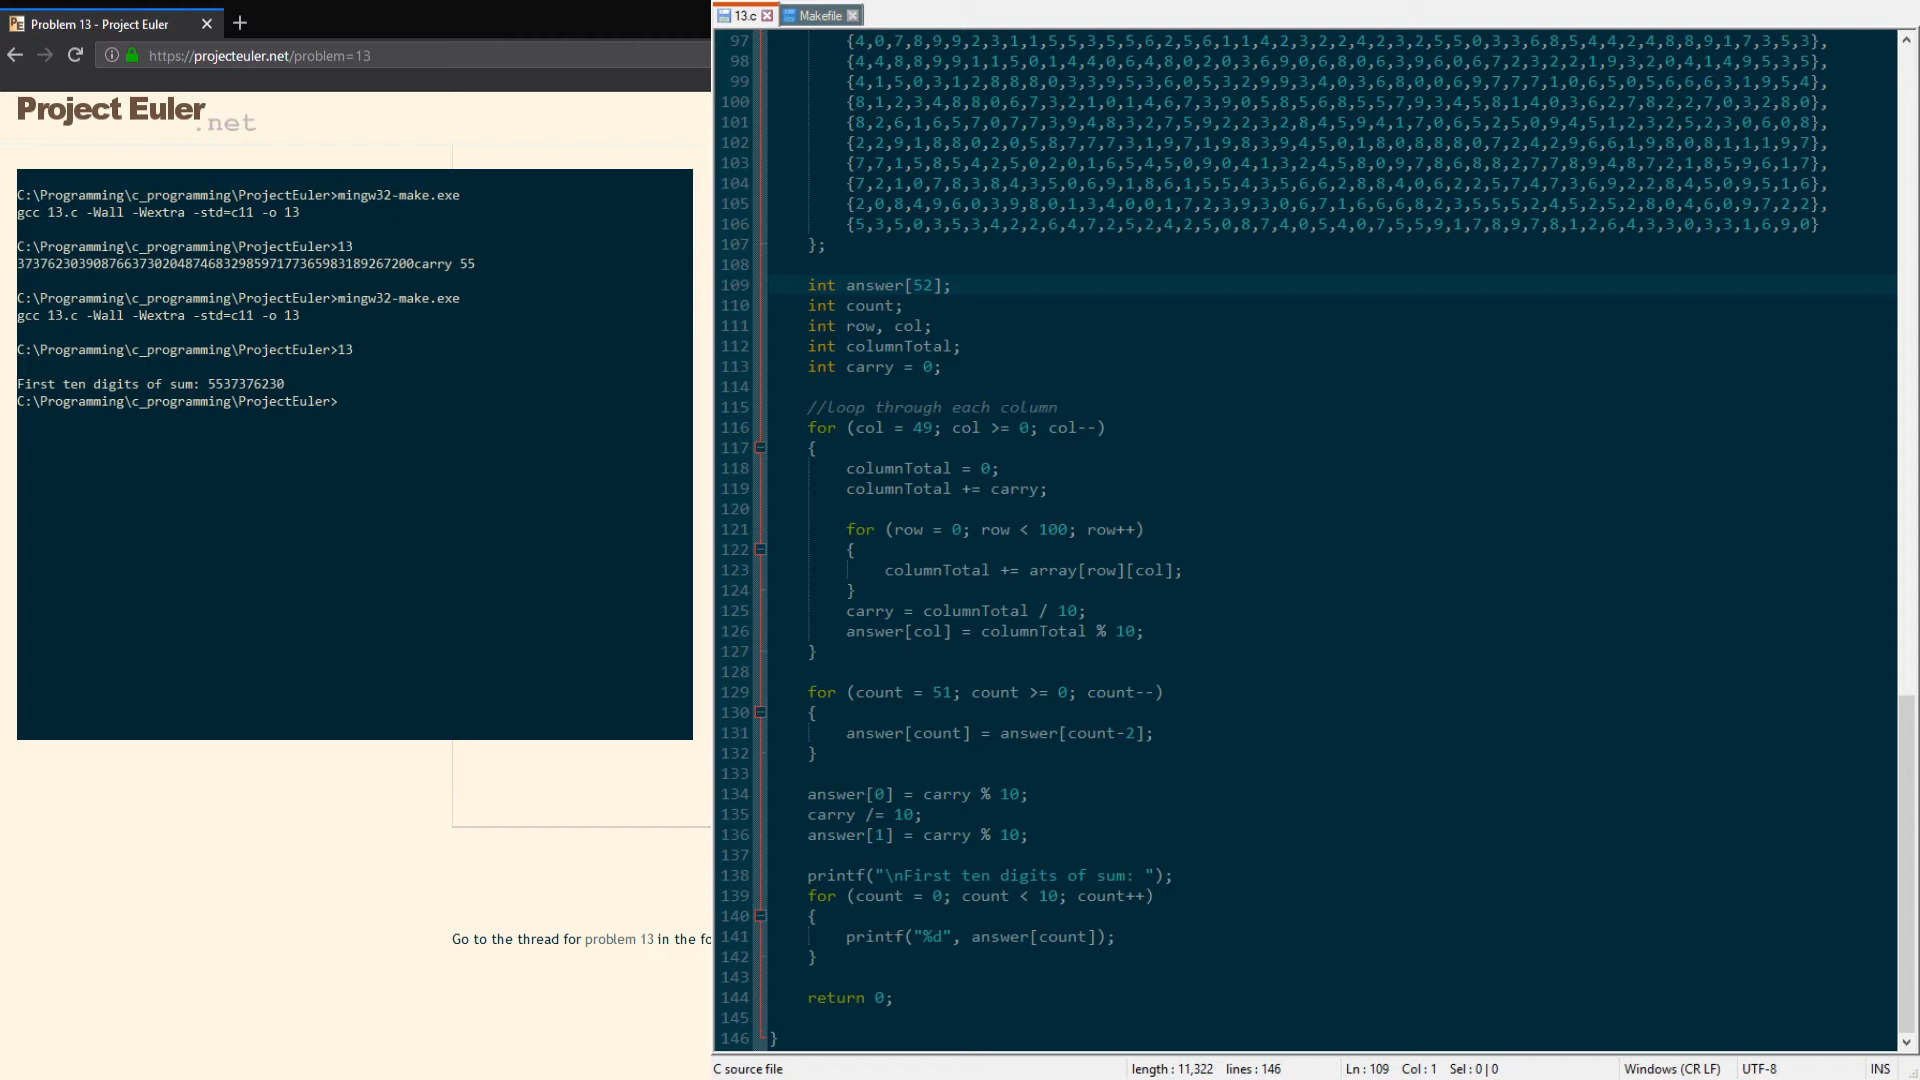 Problem 13 - Project Euler
https://projecteuler.net/problem=13
Project Euler
.net
C:\Programming\c_programming\ProjectEuler>mingw32-make.exe
gcc 13.c -Wall -Wextra -std=c11 -o 13
C:\Programming\c_programming\ProjectEuler>13
37376230390876637302048746832985971773659831892672​00carry 55
C:\Programming\c_programming\ProjectEuler>mingw32-make.exe
gcc 13.c -Wall -Wextra -std=c11 -o 13
C:\Programming\c_programming\ProjectEuler>13
First ten digits of sum: 5537376230
C:\Programming\c_programming\ProjectEuler>
Go to the thread for problem 13 in the fo
13.c
Makefile
97 {4,0,7,8,9,9,2,3,1,1,5,5,3,5,5,6,2,5,6,1,1,4,2,3,2,2,4,2,3,2,5,5,0,3,3,6,8,5,4,4,2,4,8,8,9,1,7,3,5,3},
98 {4,4,8,8,9,9,1,1,5,0,1,4,4,0,6,4,8,0,2,0,3,6,9,0,6,8,0,6,3,9,6,0,6,7,2,3,2,2,1,9,3,2,0,4,1,4,9,5,3,5},
99 {4,1,5,0,3,1,2,8,8,8,0,3,3,9,5,3,6,0,5,3,2,9,9,3,4,0,3,6,8,0,0,6,9,7,7,7,1,0,6,5,0,5,6,6,6,3,1,9,5,4},
100 {8,1,2,3,4,8,8,0,6,7,3,2,1,0,1,4,6,7,3,9,0,5,8,5,6,8,5,5,7,9,3,4,5,8,1,4,0,3,6,2,7,8,2,2,7,0,3,2,8,0},
101 {8,2,6,1,6,5,7,0,7,7,3,9,4,8,3,2,7,5,9,2,2,3,2,8,4,5,9,4,1,7,0,6,5,2,5,0,9,4,5,1,2,3,2,5,2,3,0,6,0,8},
102 {2,2,9,1,8,8,0,2,0,5,8,7,7,7,3,1,9,7,1,9,8,3,9,4,5,0,1,8,0,8,8,8,0,7,2,4,2,9,6,6,1,9,8,0,8,1,1,1,9,7},
103 {7,7,1,5,8,5,4,2,5,0,2,0,1,6,5,4,5,0,9,0,4,1,3,2,4,5,8,0,9,7,8,6,8,8,2,7,7,8,9,4,8,7,2,1,8,5,9,6,1,7},
104 {7,2,1,0,7,8,3,8,4,3,5,0,6,9,1,8,6,1,5,5,4,3,5,6,6,2,8,8,4,0,6,2,2,5,7,4,7,3,6,9,2,2,8,4,5,0,9,5,1,6},
105 {2,0,8,4,9,6,0,3,9,8,0,1,3,4,0,0,1,7,2,3,9,3,0,6,7,1,6,6,6,8,2,3,5,5,5,2,4,5,2,5,2,8,0,4,6,0,9,7,2,2},
106 {5,3,5,0,3,5,3,4,2,2,6,4,7,2,5,2,4,2,5,0,8,7,4,0,5,4,0,7,5,5,9,1,7,8,9,7,8,1,2,6,4,3,3,0,3,3,1,6,9,0}
107 };
108
109 int answer[52];
110 int count;
111 int row, col;
112 int columnTotal;
113 int carry = 0;
114
115 //loop through each column
116 for (col = 49; col >= 0; col--)
117 {
118 columnTotal = 0;
119 columnTotal += carry;
120
121 for (row = 0; row < 100; row++)
122 {
123 columnTotal += array[row][col];
124 }
125 carry = columnTotal / 10;
126 answer[col] = columnTotal % 10;
127 }
128
129 for (count = 51; count >= 0; count--)
130 {
131 answer[count] = answer[count-2];
132 }
133
134 answer[0] = carry % 10;
135 carry /= 10;
136 answer[1] = carry % 10;
137
138 printf("\nFirst ten digits of sum: ");
139 for (count = 0; count < 10; count++)
140 {
141 printf("%d", answer[count]);
142 }
143
144 return 0;
145
146 }
C source file length : 11,322 lines : 146 Ln : 109 Col : 1 Sel : 0 | 0 Windows (CR LF) UTF-8 INS